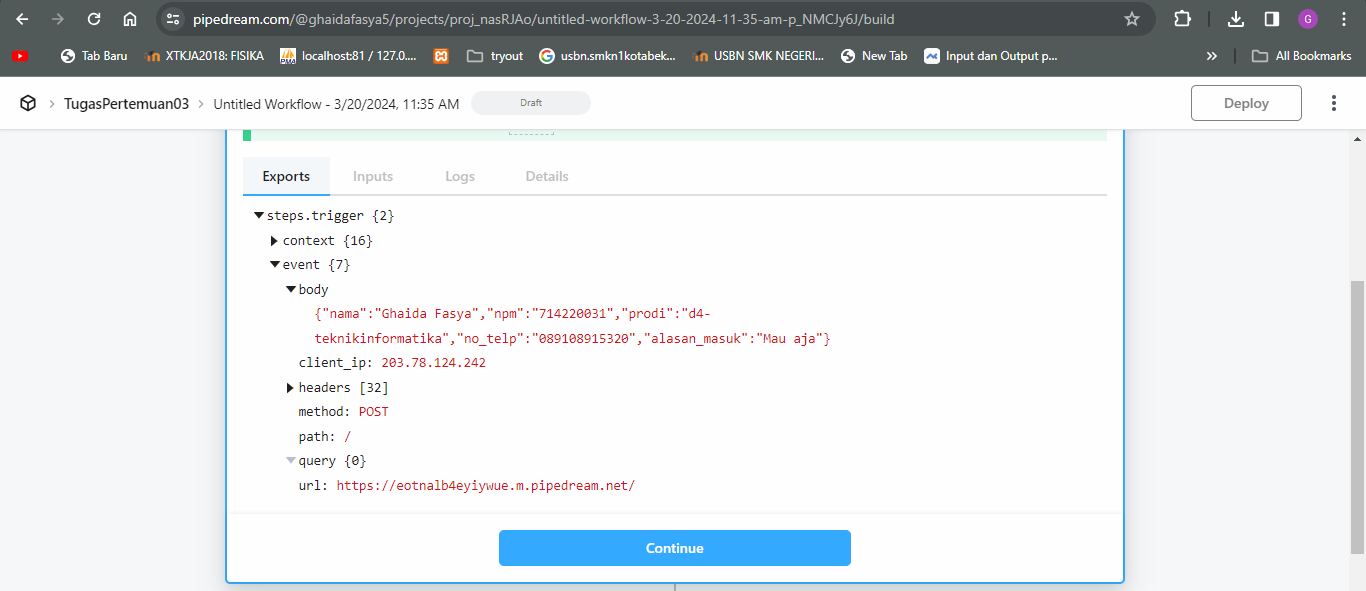 pipedream.com/@ghaidafasya5/projects/proj_nasRJAo/untitled-workflow-3-20-2024-11-35-am-p_NMCJy6J/build
G
Tab Baru XTKJA2018: FISIKA localhost:81 / 127.0.... tryout usbn.smkn1kotabek... USBN SMK NEGERI... New Tab Input dan Output p... » All Bookmarks
TugasPertemuan03 > Untitled Workflow - 3/20/2024, 11:35 AM Draft Deploy
Exports Inputs Logs Details
steps.trigger {2}
context {16}
event {7}
body
{"nama":"Ghaida Fasya","npm":"714220031","prodi":"d4-
teknikinformatika","no_telp":"089108915320","alasan_masuk":"Mau aja"}
client_ip: 203.78.124.242
headers [32]
method: POST
path: /
query {0}
url: https://eotnalb4eyiywue.m.pipedream.net/
Continue